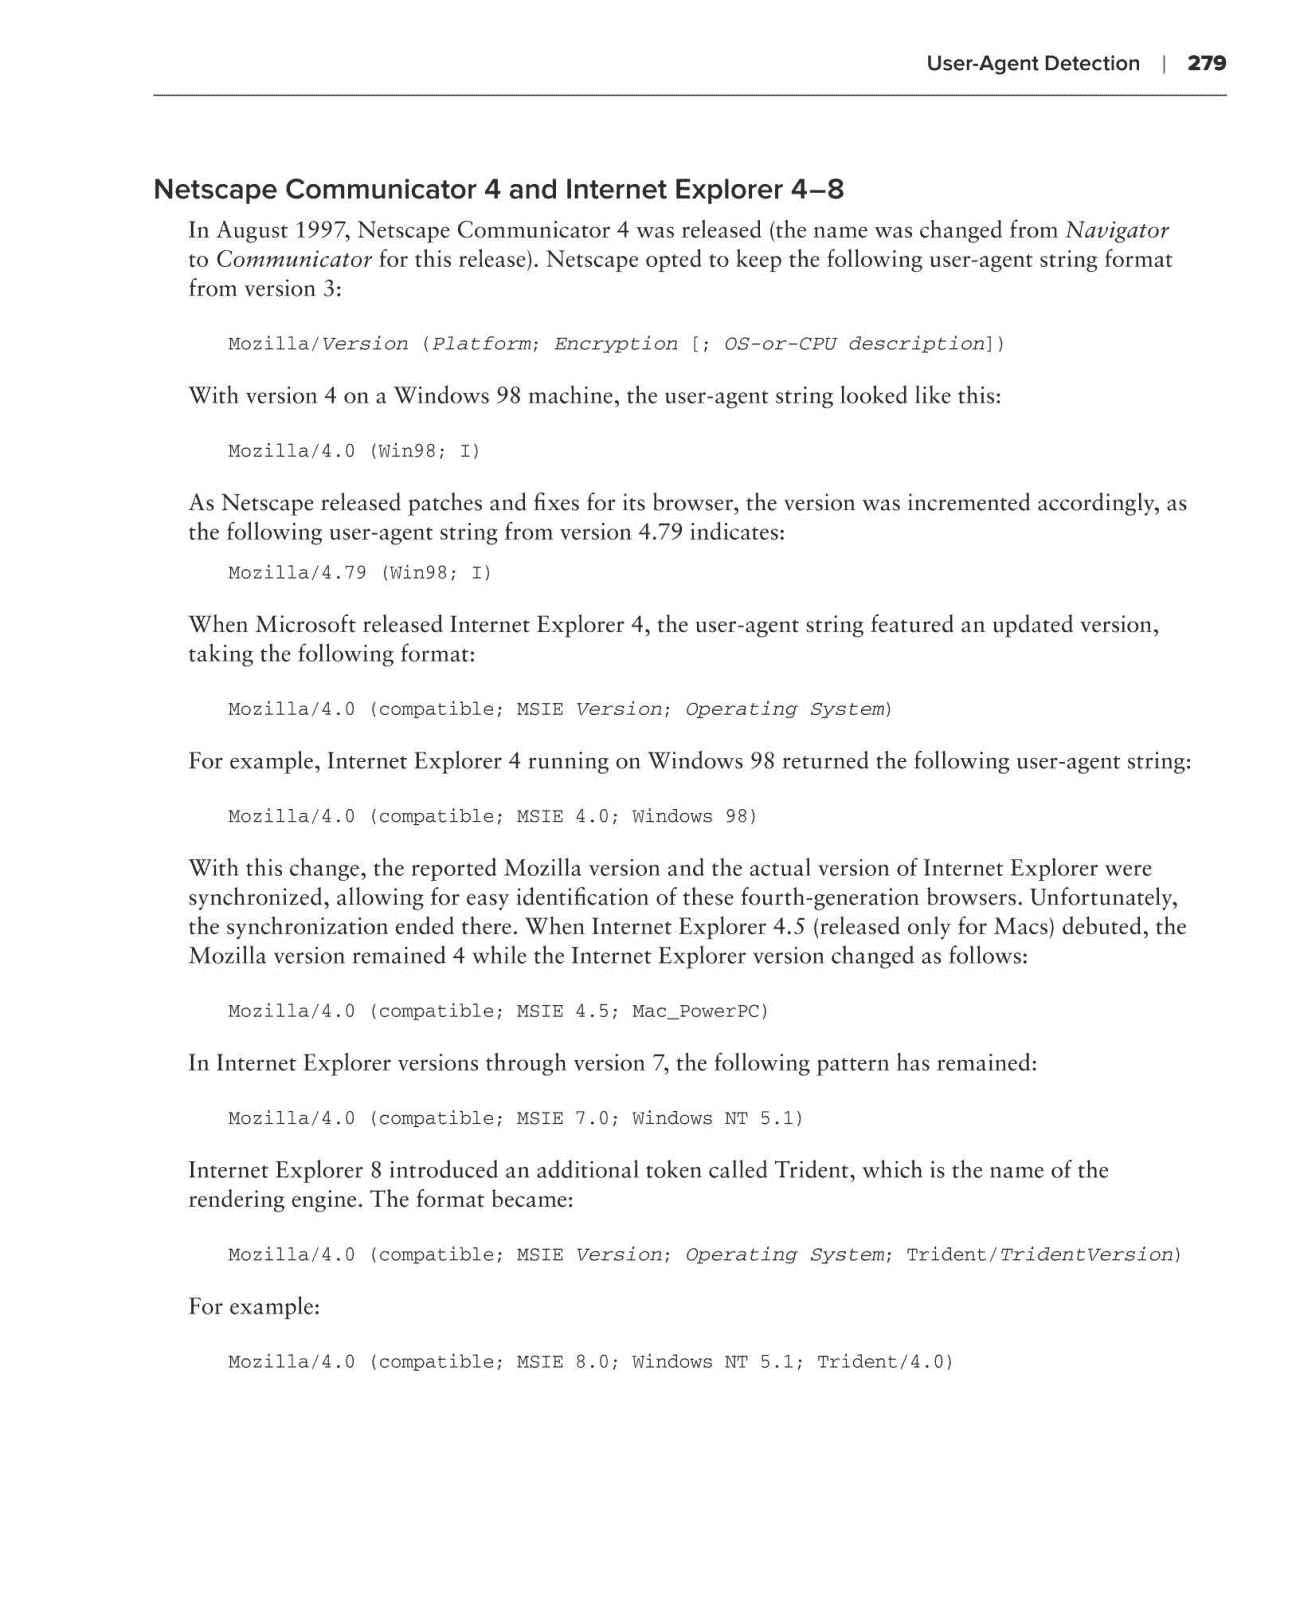 User-Agent Detection | 279
Netscape Communicator 4 and Internet Explorer 4–8
In August 1997, Netscape Communicator 4 was released (the name was changed from Navigator
to Communicator for this release). Netscape opted to keep the following user-agent string format
from version 3:
Mozilla/Version (Platform; Encryption [; OS-or-CPU description])
With version 4 on a Windows 98 machine, the user-agent string looked like this:
Mozilla/4.0 (Win98; I)
As Netscape released patches and fixes for its browser, the version was incremented accordingly, as
the following user-agent string from version 4.79 indicates:
Mozilla/4.79 (Win98; I)
When Microsoft released Internet Explorer 4, the user-agent string featured an updated version,
taking the following format:
Mozilla/4.0 (compatible; MSIE Version; Operating System)
For example, Internet Explorer 4 running on Windows 98 returned the following user-agent string:
Mozilla/4.0 (compatible; MSIE 4.0; Windows 98)
With this change, the reported Mozilla version and the actual version of Internet Explorer were
synchronized, allowing for easy identification of these fourth-generation browsers. Unfortunately,
the synchronization ended there. When Internet Explorer 4.5 (released only for Macs) debuted, the
Mozilla version remained 4 while the Internet Explorer version changed as follows:
Mozilla/4.0 (compatible; MSIE 4.5; Mac_PowerPC)
In Internet Explorer versions through version 7, the following pattern has remained:
Mozilla/4.0 (compatible; MSIE 7.0; Windows NT 5.1)
Internet Explorer 8 introduced an additional token called Trident, which is the name of the
rendering engine. The format became:
Mozilla/4.0 (compatible; MSIE Version; Operating System; Trident/TridentVersion)
For example:
Mozilla/4.0 (compatible; MSIE 8.0; Windows NT 5.1; Trident/4.0)